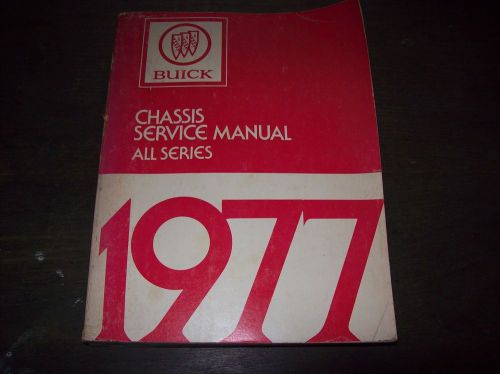 BUICK
CHASSIS
SERVICE MANUAL
ALL SERIES
1977